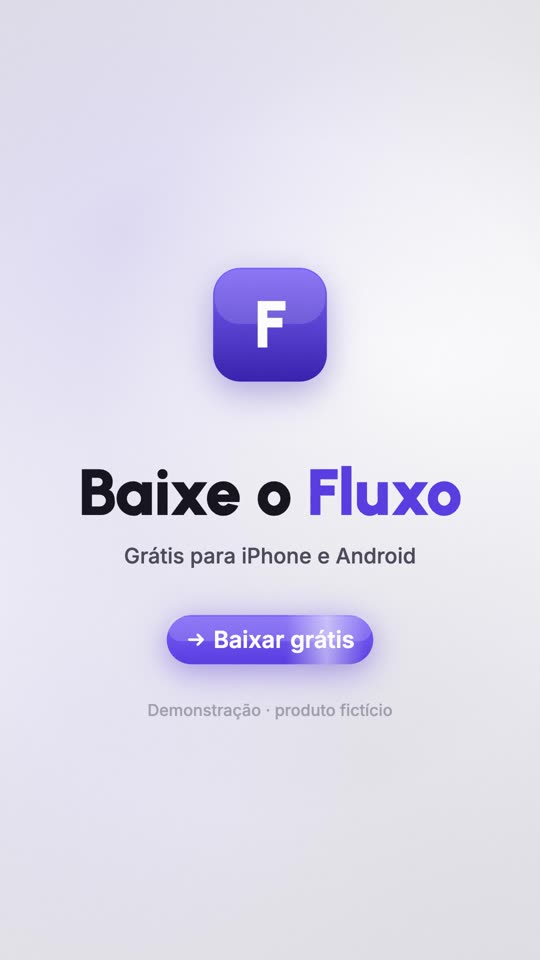 F
Baixe o Fluxo
Grátis para iPhone e Android
→ Baixar grátis
Demonstração · produto fictício